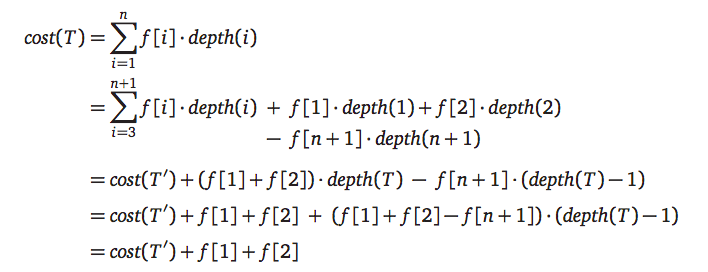 cost(T) = ∑_{i=1}^{n} f[i]·depth(i)
= ∑_{i=3}^{n+1} f[i]·depth(i) + f[1]·depth(1)+f[2]·depth(2)
− f[n+1]·depth(n+1)
= cost(T′)+(f[1]+f[2])·depth(T) − f[n+1]·(depth(T)−1)
= cost(T′)+f[1]+f[2] + (f[1]+f[2]−f[n+1])·(depth(T)−1)
= cost(T′)+f[1]+f[2]